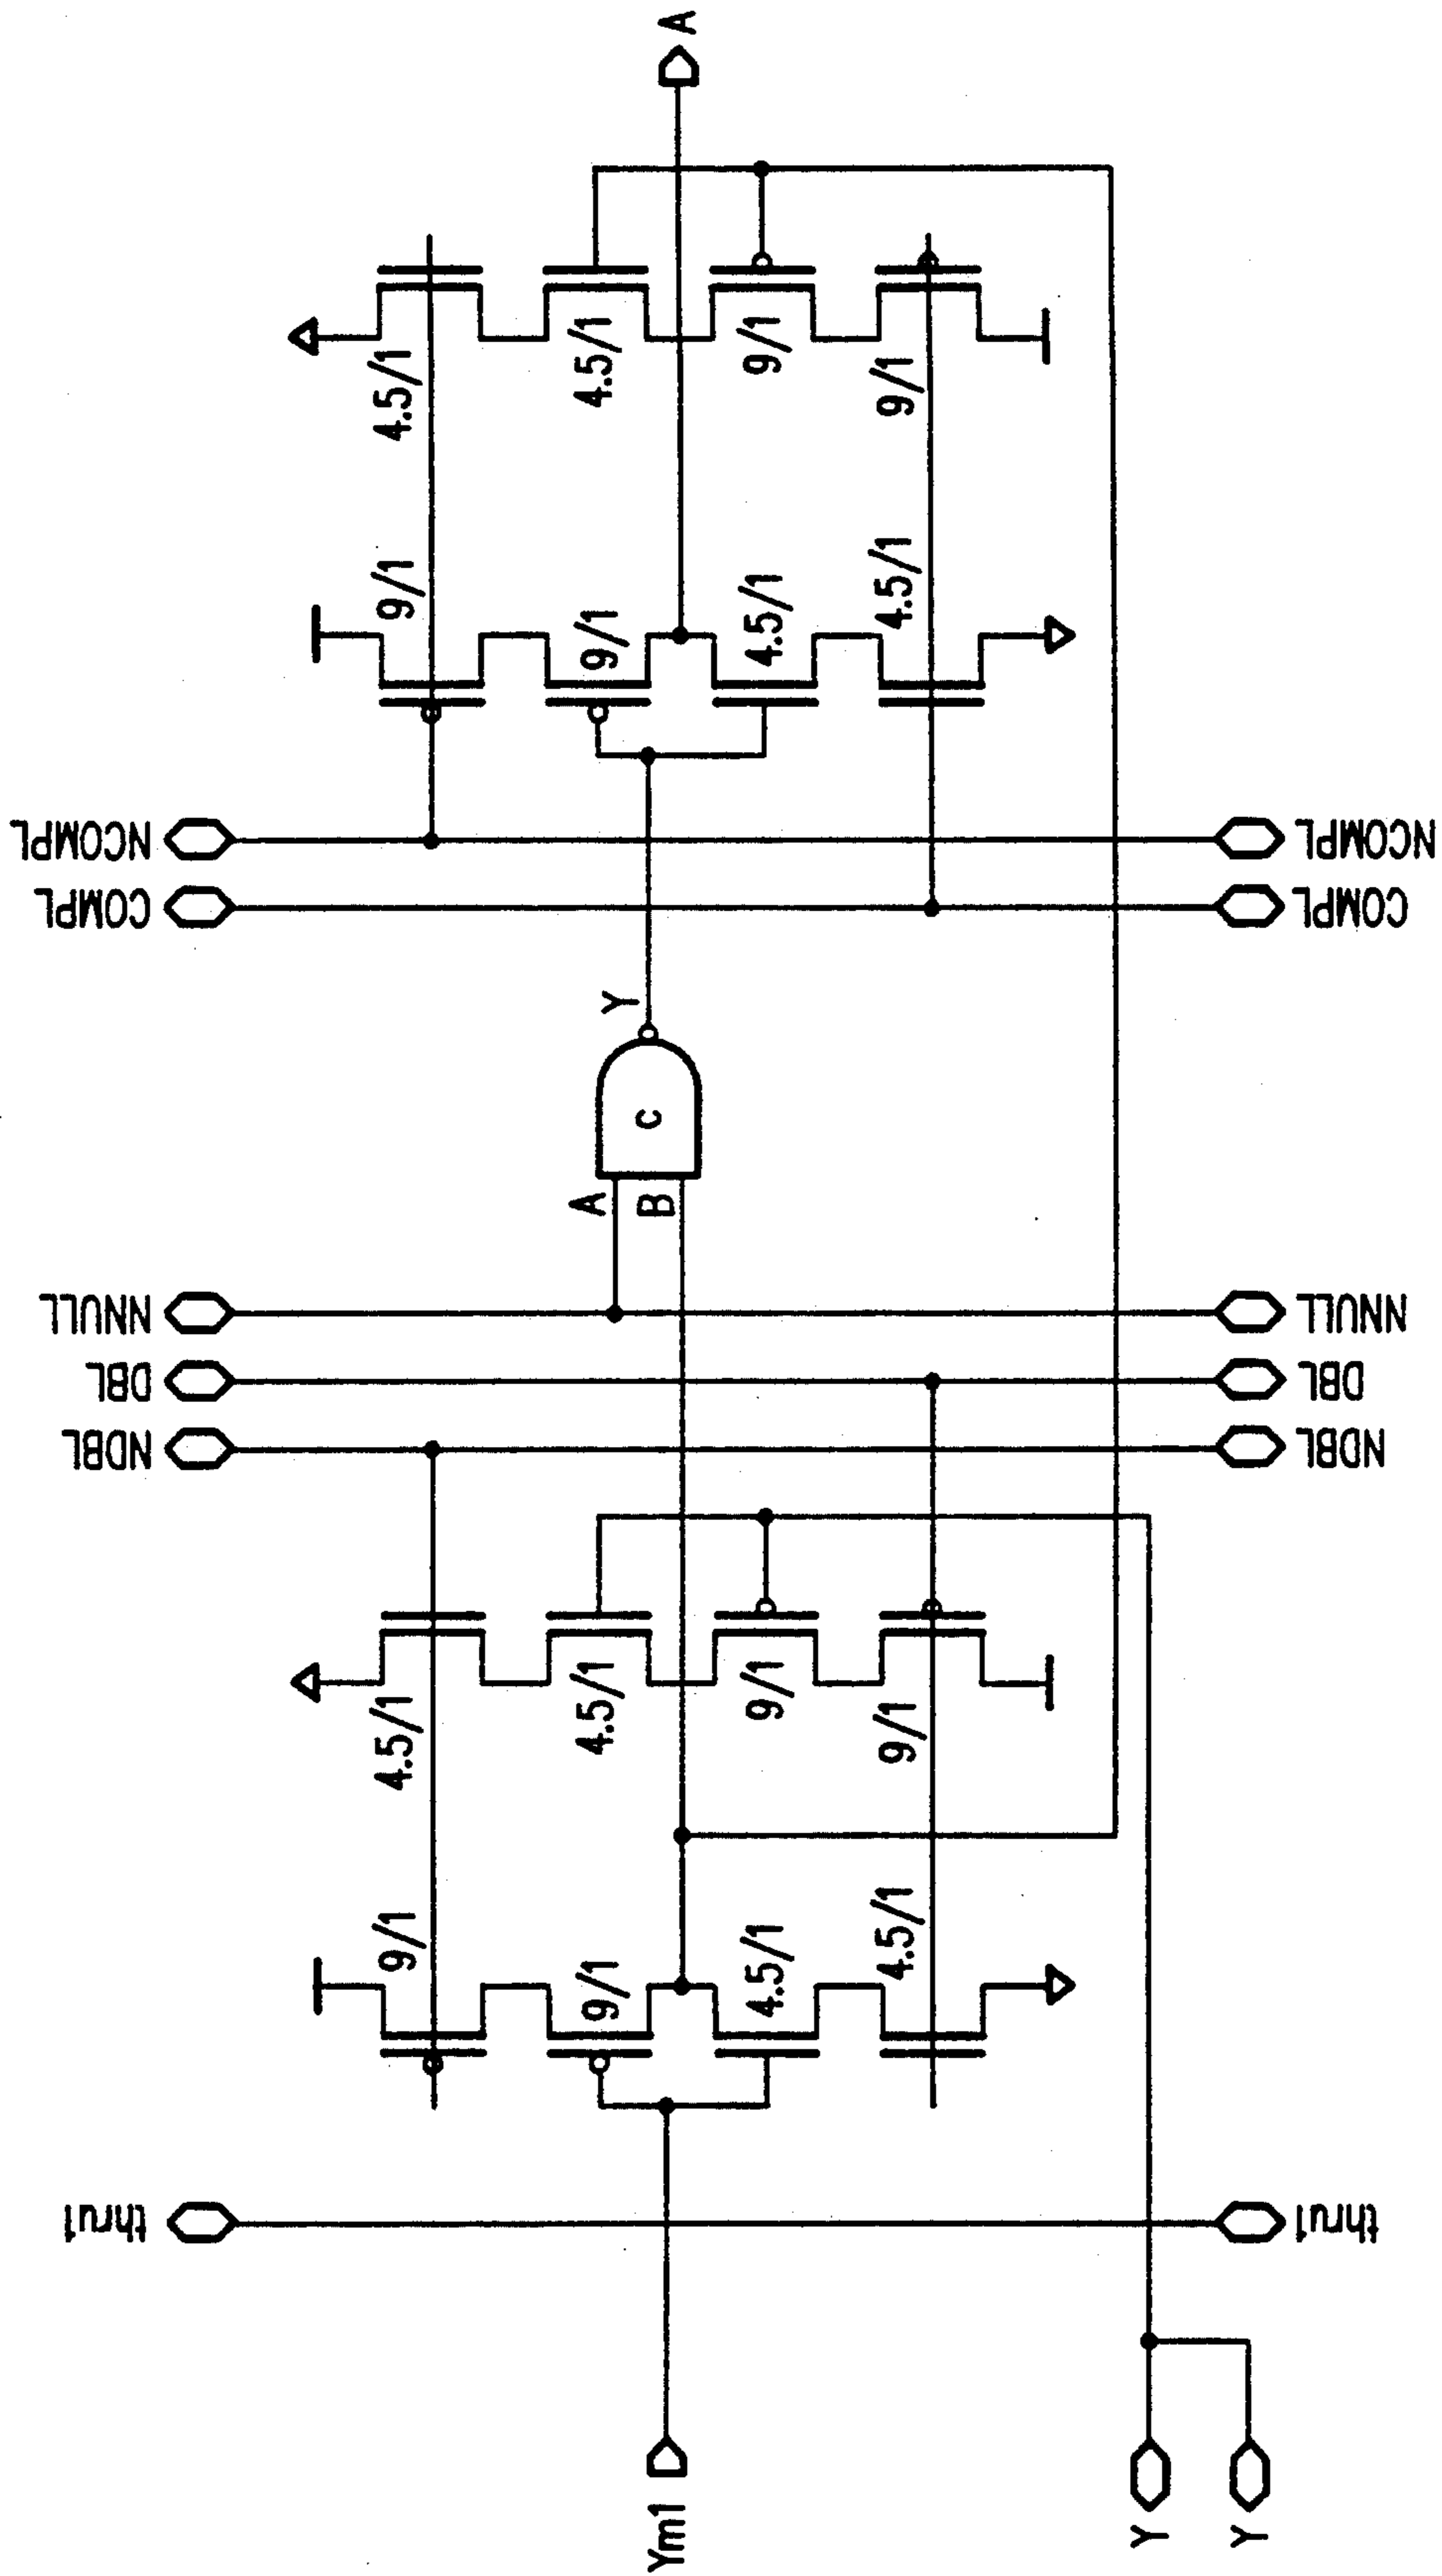 A
4.5/1
4.5/1
9/1
9/1
9/1
9/1
4.5/1
4.5/1
NCOMPL
NCOMPL
COMPL
COMPL
Y
c
A
B
NNULL
NNULL
DBL
DBL
NDBL
NDBL
4.5/1
4.5/1
9/1
9/1
9/1
9/1
4.5/1
4.5/1
thru1
thru1
Ym1
Y
Y